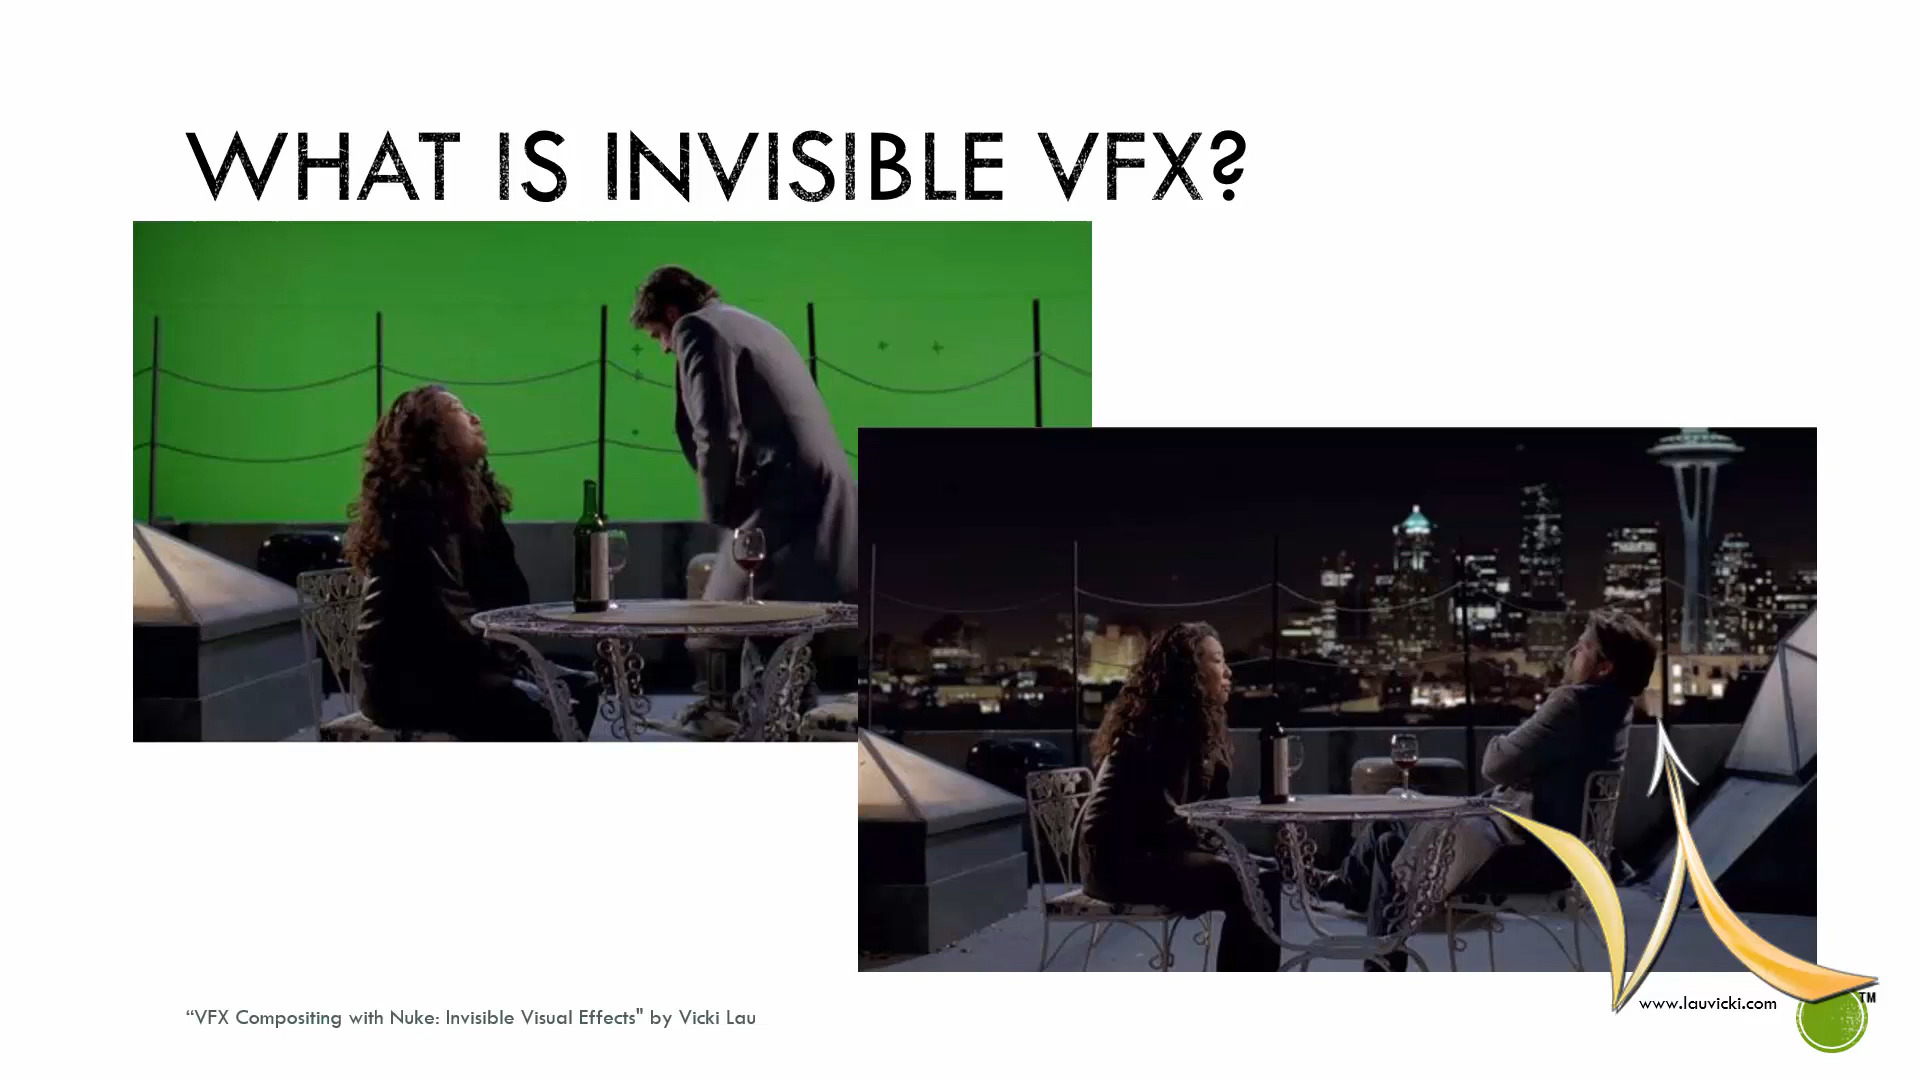 WHAT IS INVISIBLE VFX?
“VFX Compositing with Nuke: Invisible Visual Effects" by Vicki Lau
www.lauvicki.com
TM